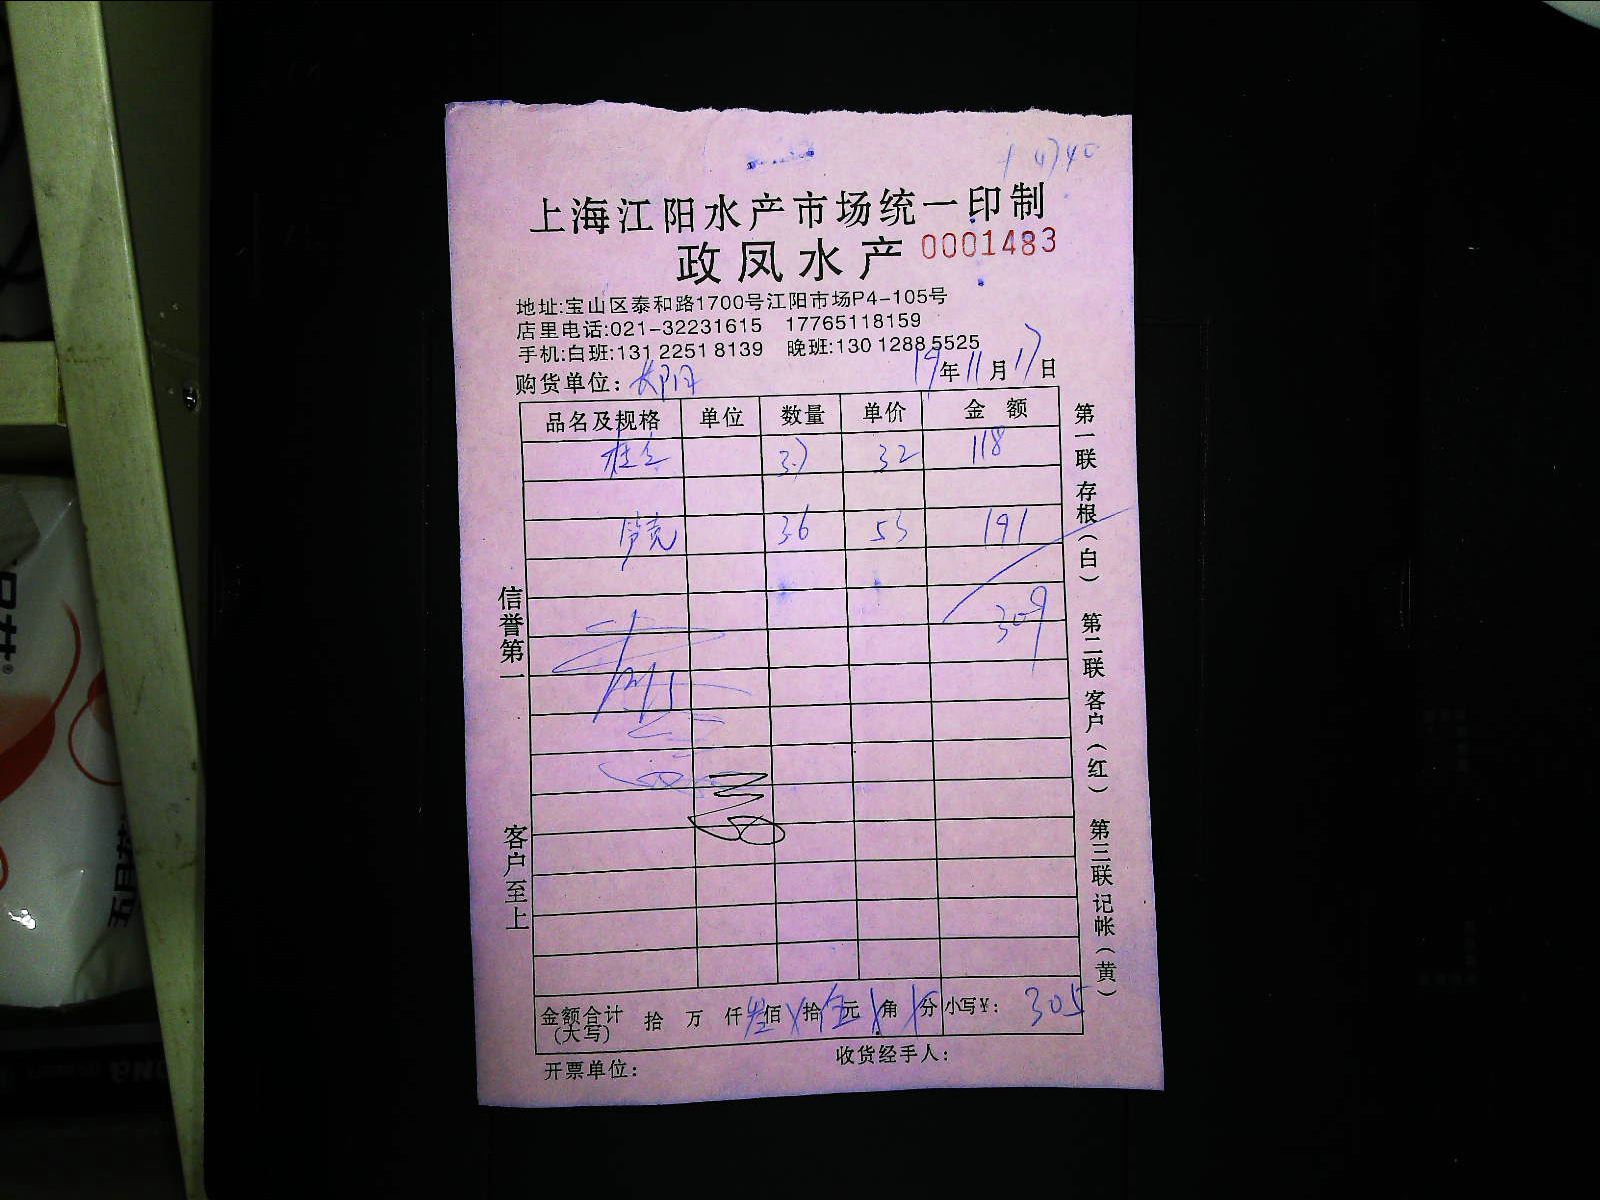 上海江阳水产市场统一印制
政凤水产 0001483
地址:宝山区泰和路1700号江阳市场P4-105号
店里电话:021-32231615 17765118159
手机:白班:131 2251 8139 晚班:130 1288 5525
购货单位: 19年11月17日
品名及规格 单位 数量 单价 金额
3.7 32 118
36 53 191
309
金额合计(大写) 拾 万 仟叁佰 拾伍元 角 分 小写¥: 305
开票单位: 收货经手人:
信誉第一
客户至上
第一联存根(白) 第二联客户(红) 第三联记帐(黄)